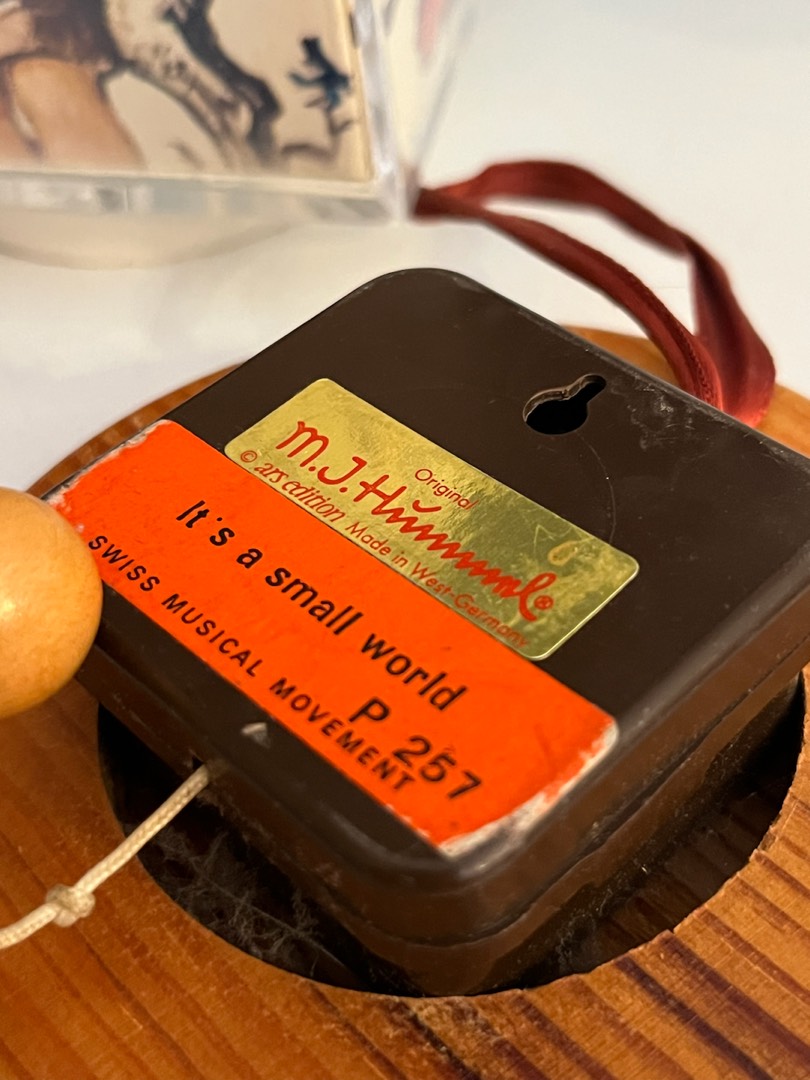 Original
M.J.Hummel®
© ars edition Made in West-Germany
It's a small world
P 257
SWISS MUSICAL MOVEMENT